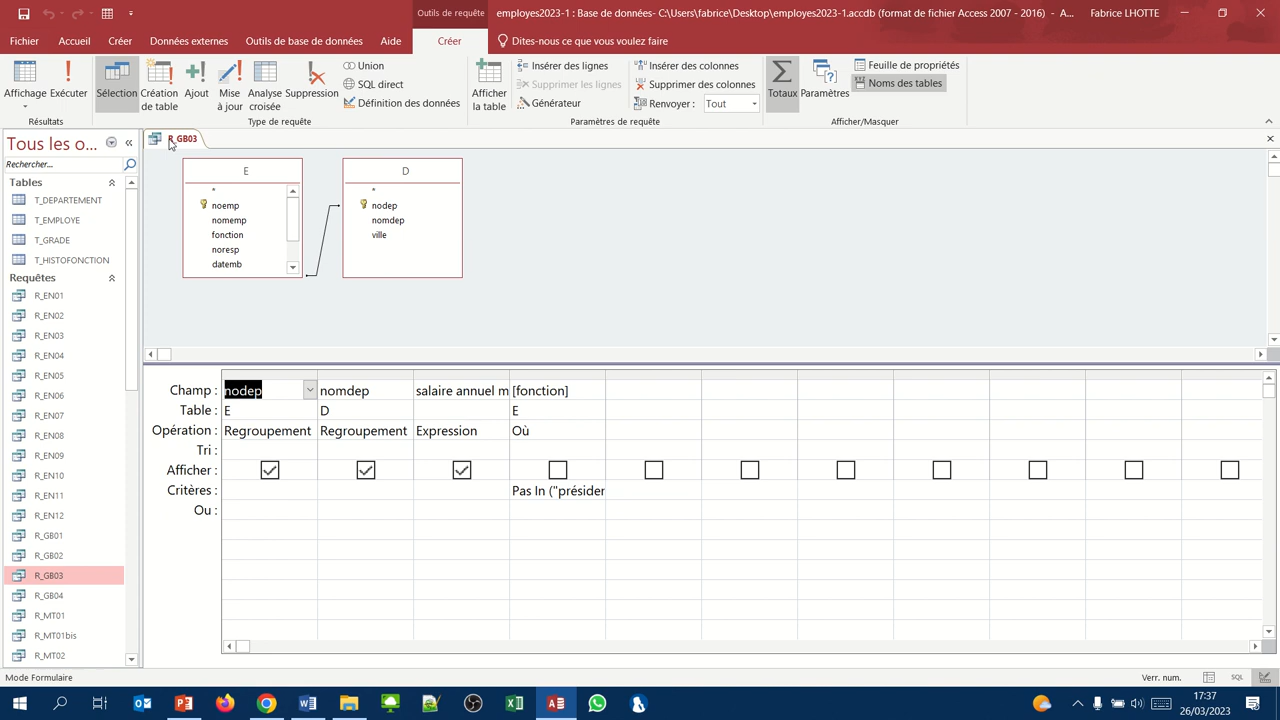 Outils de requête
employes2023-1 : Base de données- C:\Users\fabrice\Desktop\employes2023-1.accdb (format de fichier Access 2007 - 2016) - A...
Fabrice LHOTTE
Fichier
Accueil
Créer
Données externes
Outils de base de données
Aide
Créer
Dites-nous ce que vous voulez faire
Affichage
Exécuter
Résultats
Sélection
Création de table
Ajout
Mise à jour
Analyse croisée
Suppression
Union
SQL direct
Définition des données
Type de requête
Afficher la table
Insérer des lignes
Supprimer les lignes
Générateur
Insérer des colonnes
Supprimer des colonnes
Renvoyer :
Tout
Paramètres de requête
Totaux
Paramètres
Feuille de propriétés
Noms des tables
Afficher/Masquer
Tous les o...
Rechercher...
Tables
T_DEPARTEMENT
T_EMPLOYE
T_GRADE
T_HISTOFONCTION
Requêtes
R_EN01
R_EN02
R_EN03
R_EN04
R_EN05
R_EN06
R_EN07
R_EN08
R_EN09
R_EN10
R_EN11
R_EN12
R_GB01
R_GB02
R_GB03
R_GB04
R_MT01
R_MT01bis
R_MT02
R_GB03
E
*
noemp
nomemp
fonction
noresp
datemb
D
*
nodep
nomdep
ville
Champ : nodep nomdep salaire annuel m [fonction]
Table : E D E
Opération : Regroupement Regroupement Expression Où
Tri :
Afficher :
Critères : Pas In ("présider
Ou :
Mode Formulaire
Verr. num.
SQL
17:37
26/03/2023